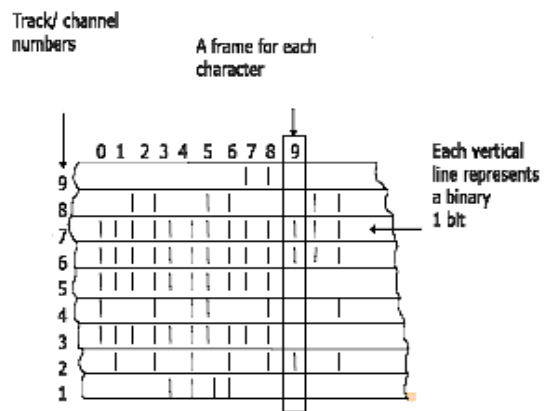 Track/ channel
numbers
A frame for each
character
0 1 2 3 4 5 6 7 8 9
Each vertical
line represents
a binary
1 bit
9
8
7
6
5
4
3
2
1